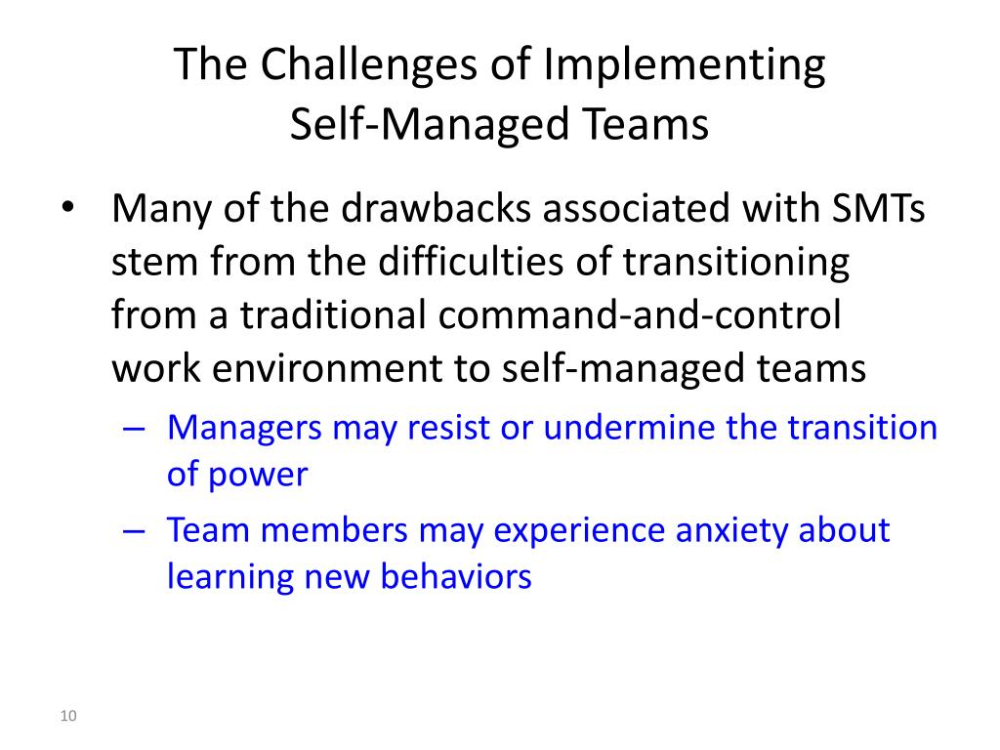 The Challenges of Implementing
Self-Managed Teams
• Many of the drawbacks associated with SMTs
stem from the difficulties of transitioning
from a traditional command-and-control
work environment to self-managed teams
– Managers may resist or undermine the transition
of power
– Team members may experience anxiety about
learning new behaviors
10